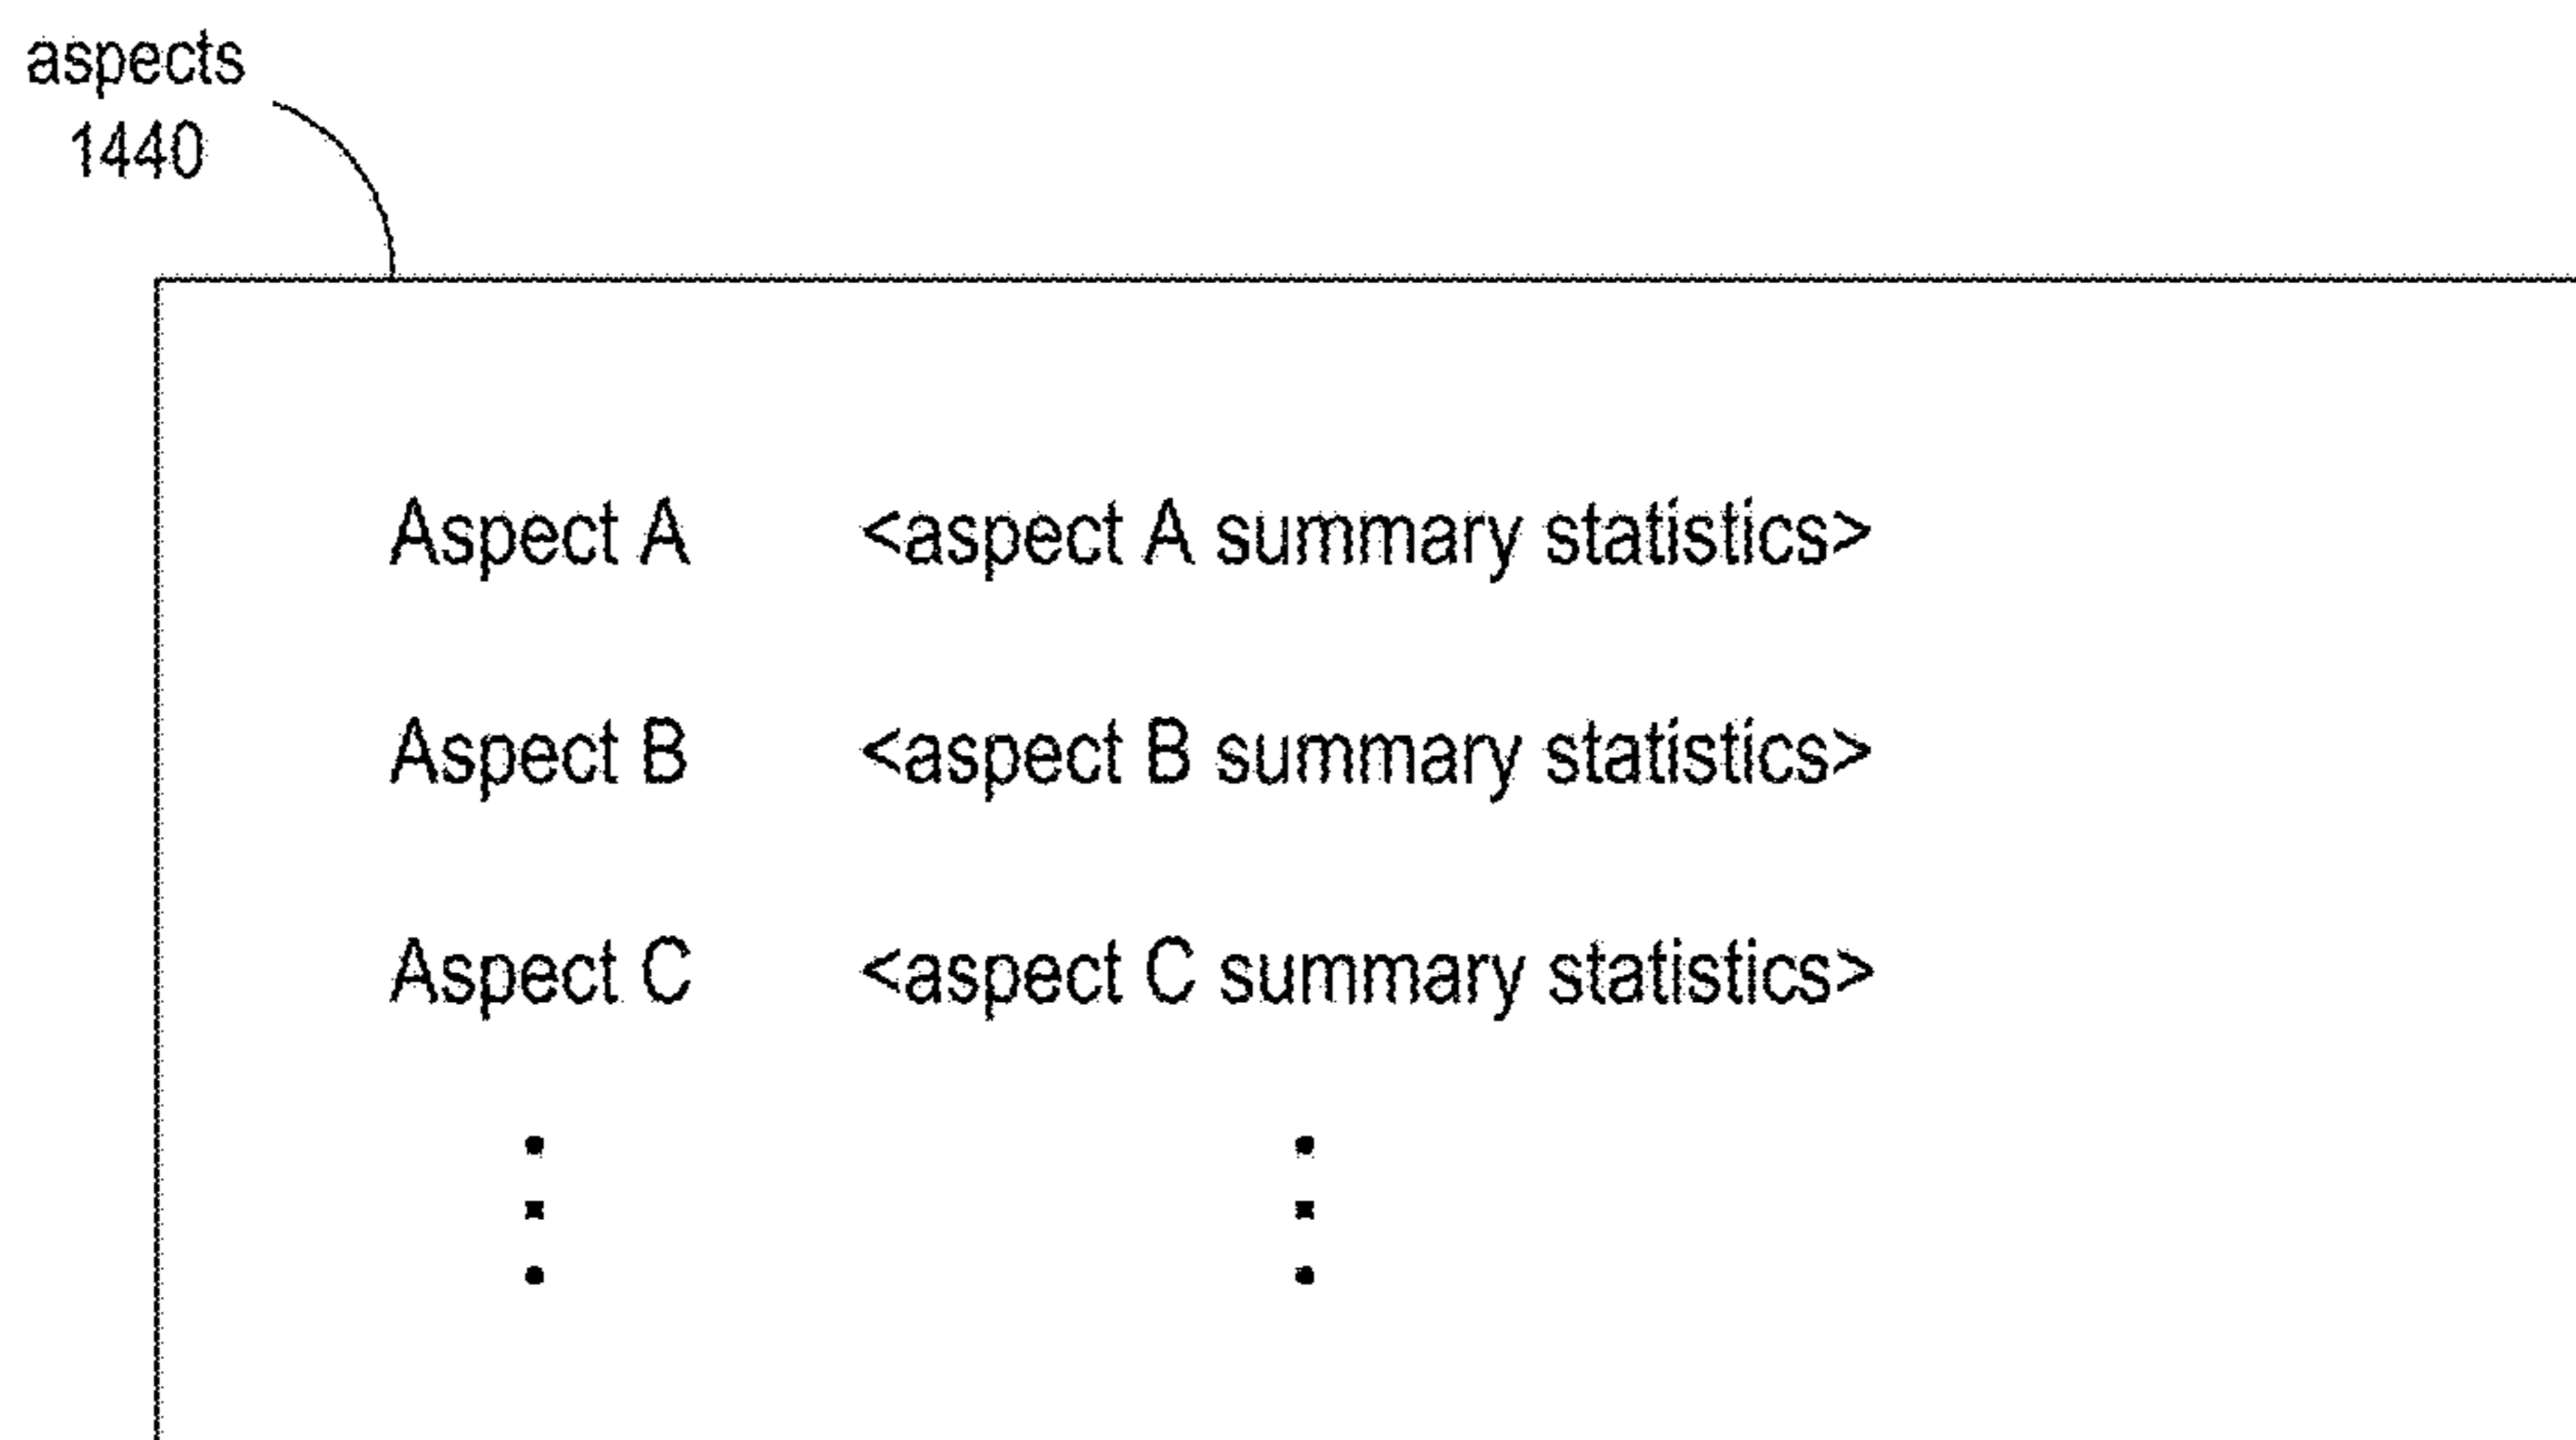 aspects
1440
Aspect A <aspect A summary statistics>
Aspect B <aspect B summary statistics>
Aspect C <aspect C summary statistics>